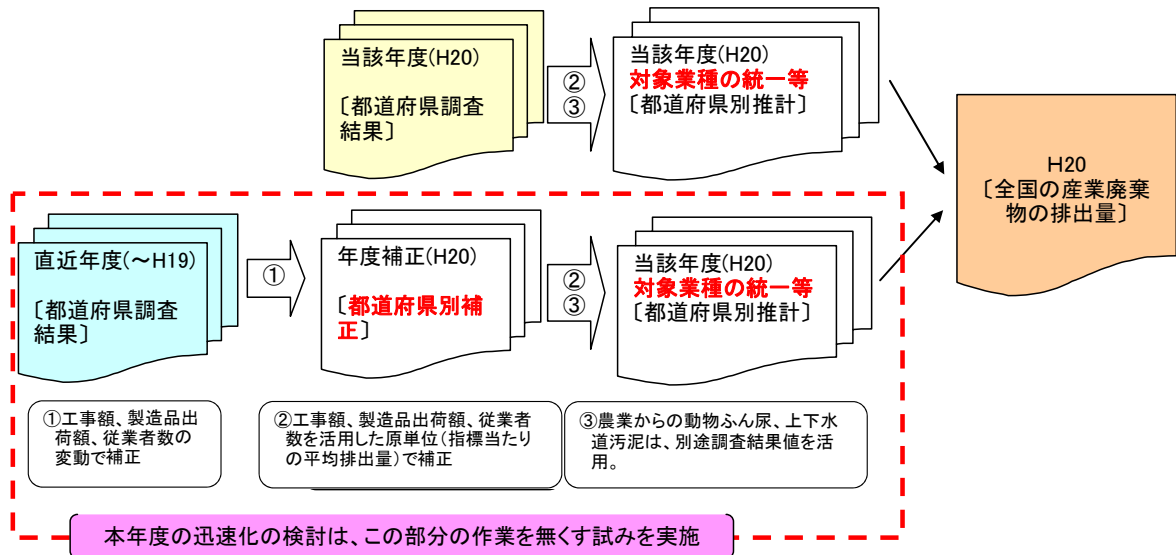 当該年度(H20)
〔都道府県調査
結果〕
②
③
当該年度(H20)
対象業種の統一等
〔都道府県別推計〕
H20
〔全国の産業廃棄
物の排出量〕
直近年度(～H19)
〔都道府県調査
結果〕
①
年度補正(H20)
〔都道府県別補
正〕
②
③
当該年度(H20)
対象業種の統一等
〔都道府県別推計〕
①工事額、製造品出
荷額、従業者数の
変動で補正
②工事額、製造品出荷額、従業者
数を活用した原単位(指標当たり
の平均排出量)で補正
③農業からの動物ふん尿、上下水
道汚泥は、別途調査結果値を活
用。
本年度の迅速化の検討は、この部分の作業を無くす試みを実施